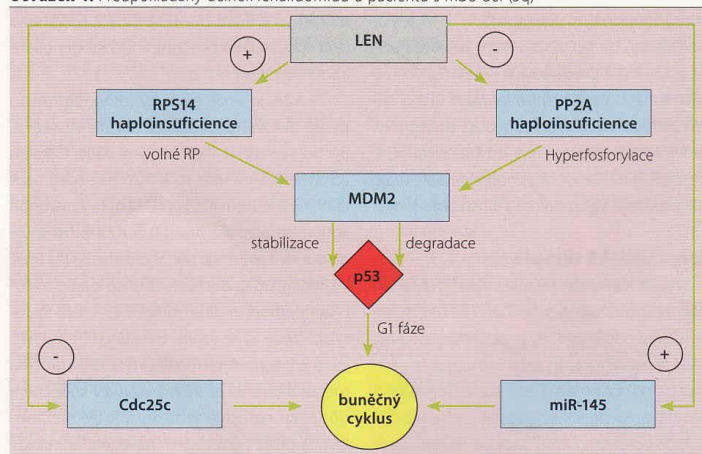 LEN
+
-
RPS14
haploinsuficience
PP2A
haploinsuficience
volné RP
Hyperfosforylace
MDM2
stabilizace
degradace
p53
G1 fáze
-
+
Cdc25c
buněčný
cyklus
miR-145